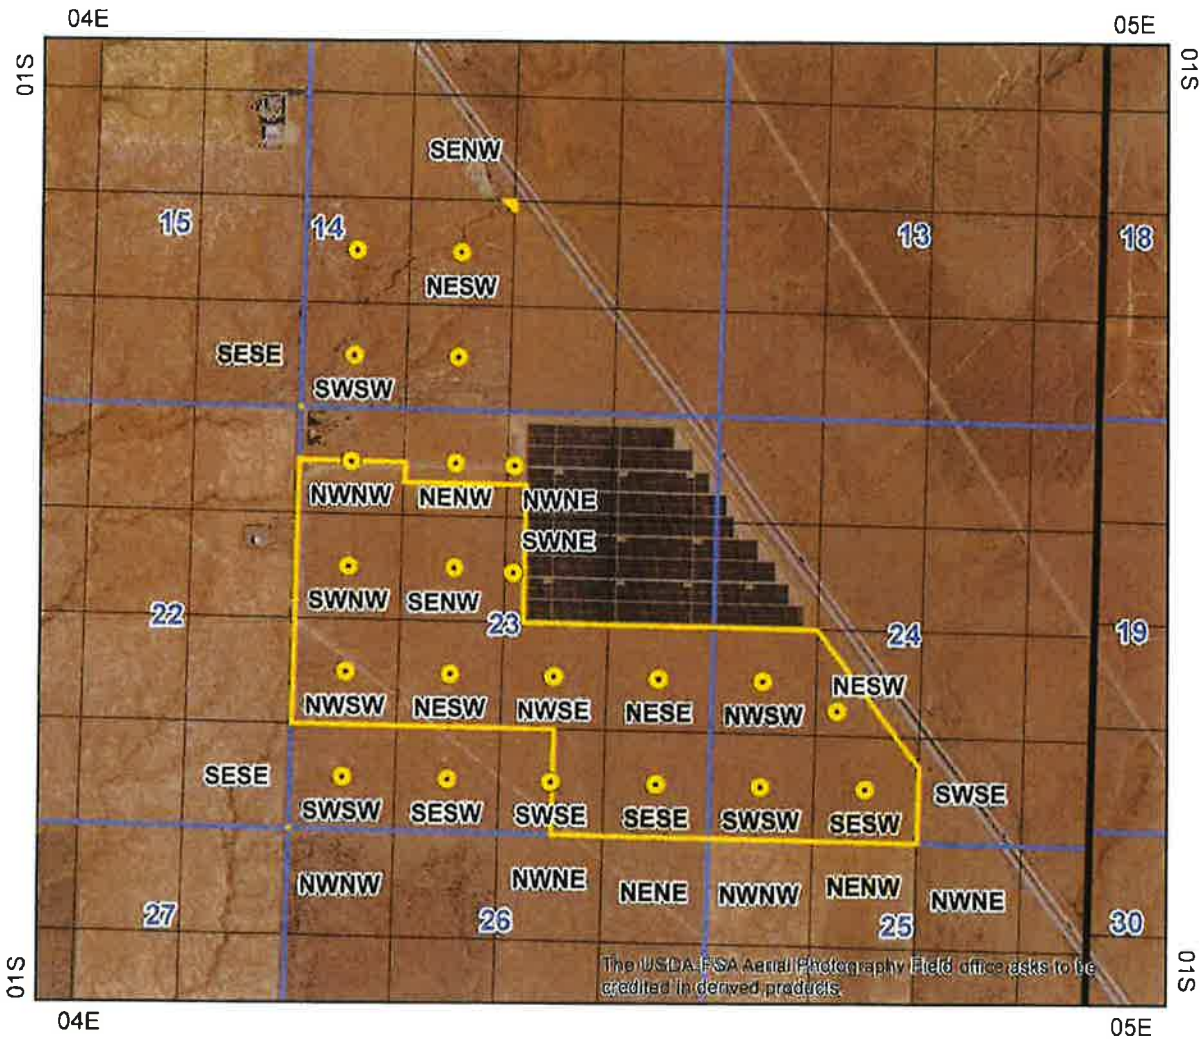 04E
05E
01S
01S
SENW
15
14
13
18
NESW
SESE
SWSW
NWNW
NENW
NWNE
SWNE
SWNW
SENW
22
23
24
19
NESW
NWSW
NESW
NWSE
NESE
NWSW
SESE
SWSE
SWSW
SESW
SWSE
SESE
SWSW
SESW
NWNW
NWNE
NENE
NWNW
NENW
NWNE
27
26
25
30
The USDA-FSA Aerial Photography Field office asks to be
credited in derived products.
01S
01S
04E
05E